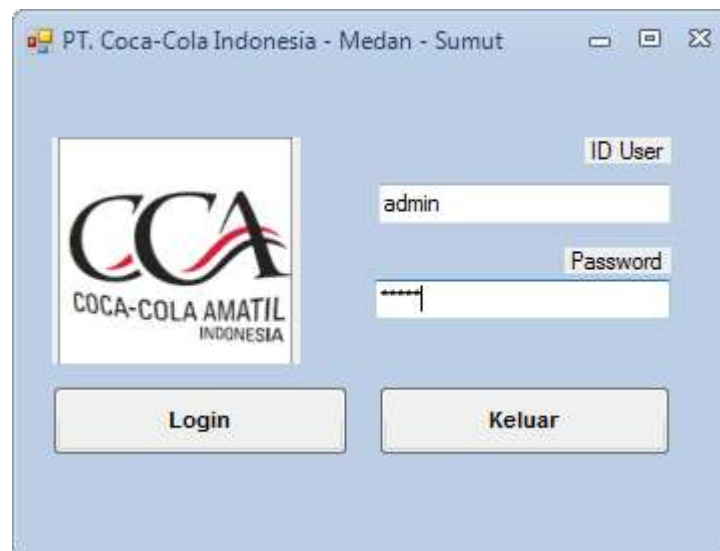 PT. Coca-Cola Indonesia - Medan - Sumut
CCA
COCA-COLA AMATIL
INDONESIA
ID User
admin
Password
*****
Login
Keluar